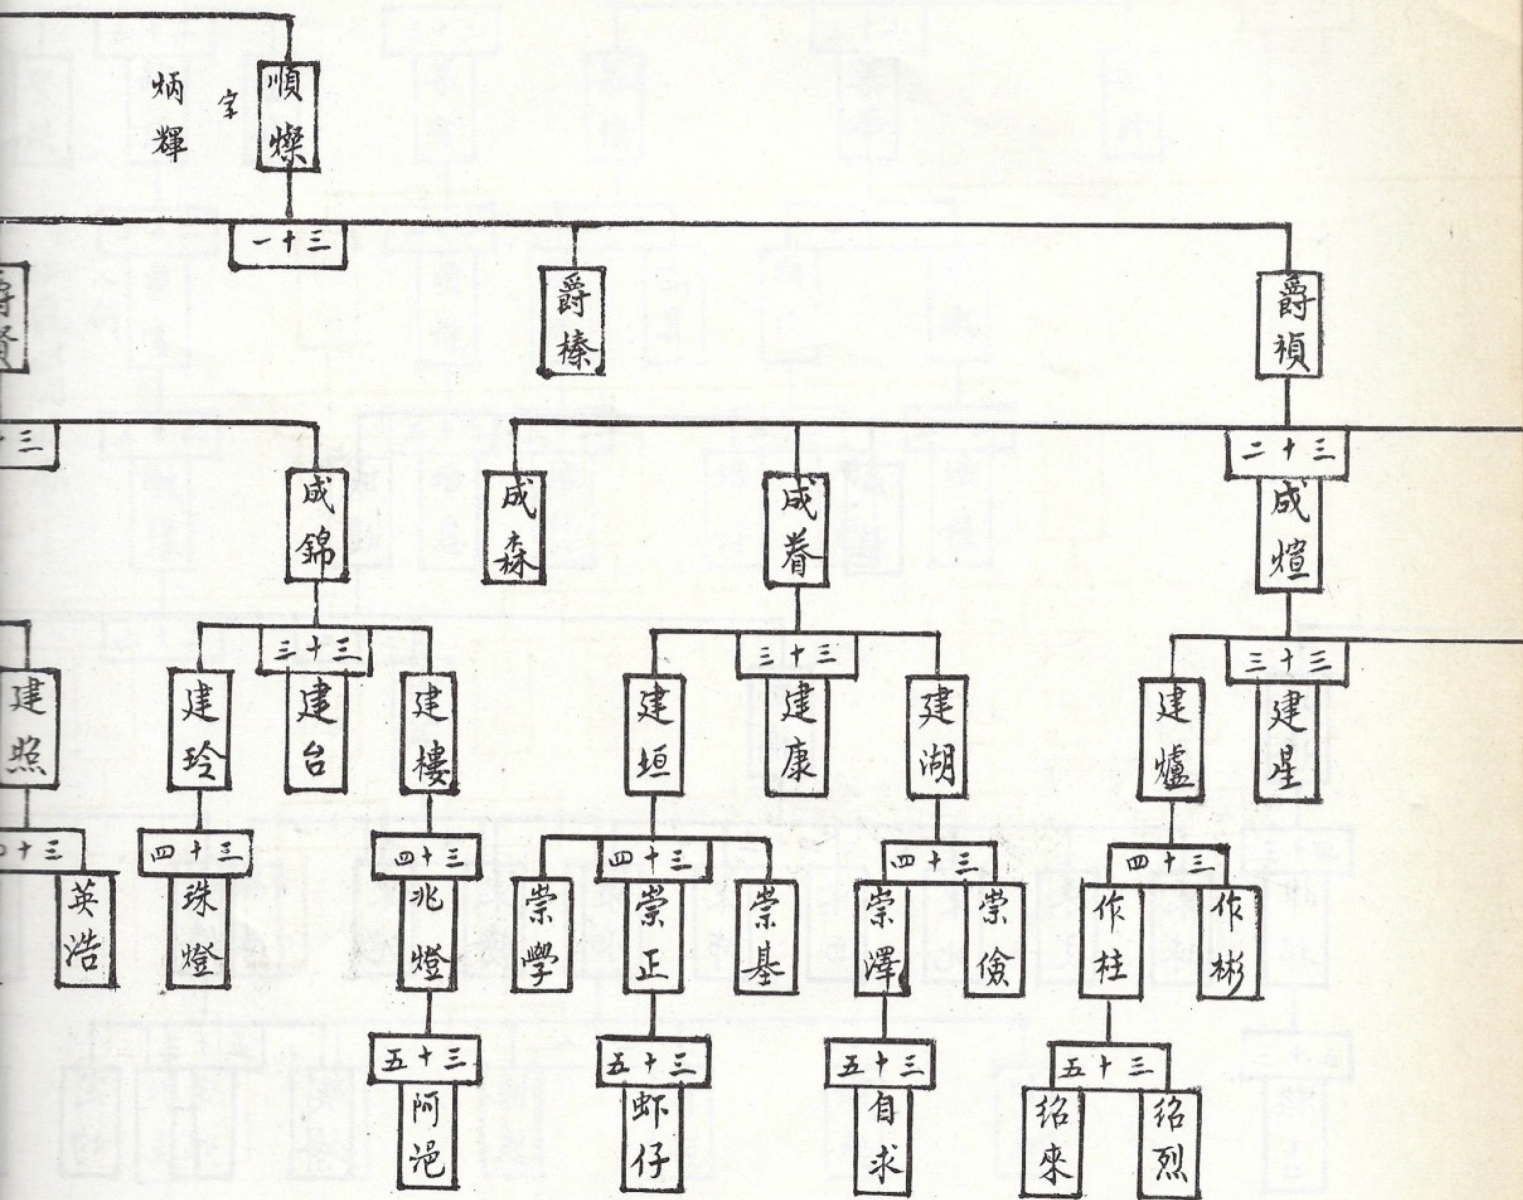 順燦
字
炳輝
三十一
爵禎
爵榛
爵賢
三十二
成煊
成眷
成森
成錦
三十三
建星
建爐
三十三
建湖
建康
建垣
三十三
建樓
建台
建玲
建照
三十四
作彬
作柱
三十四
崇儉
崇澤
三十四
崇基
崇正
崇學
三十四
兆燈
三十四
珠燈
英浩
三十五
紹烈
紹來
三十五
自求
三十五
虾仔
三十五
阿浥